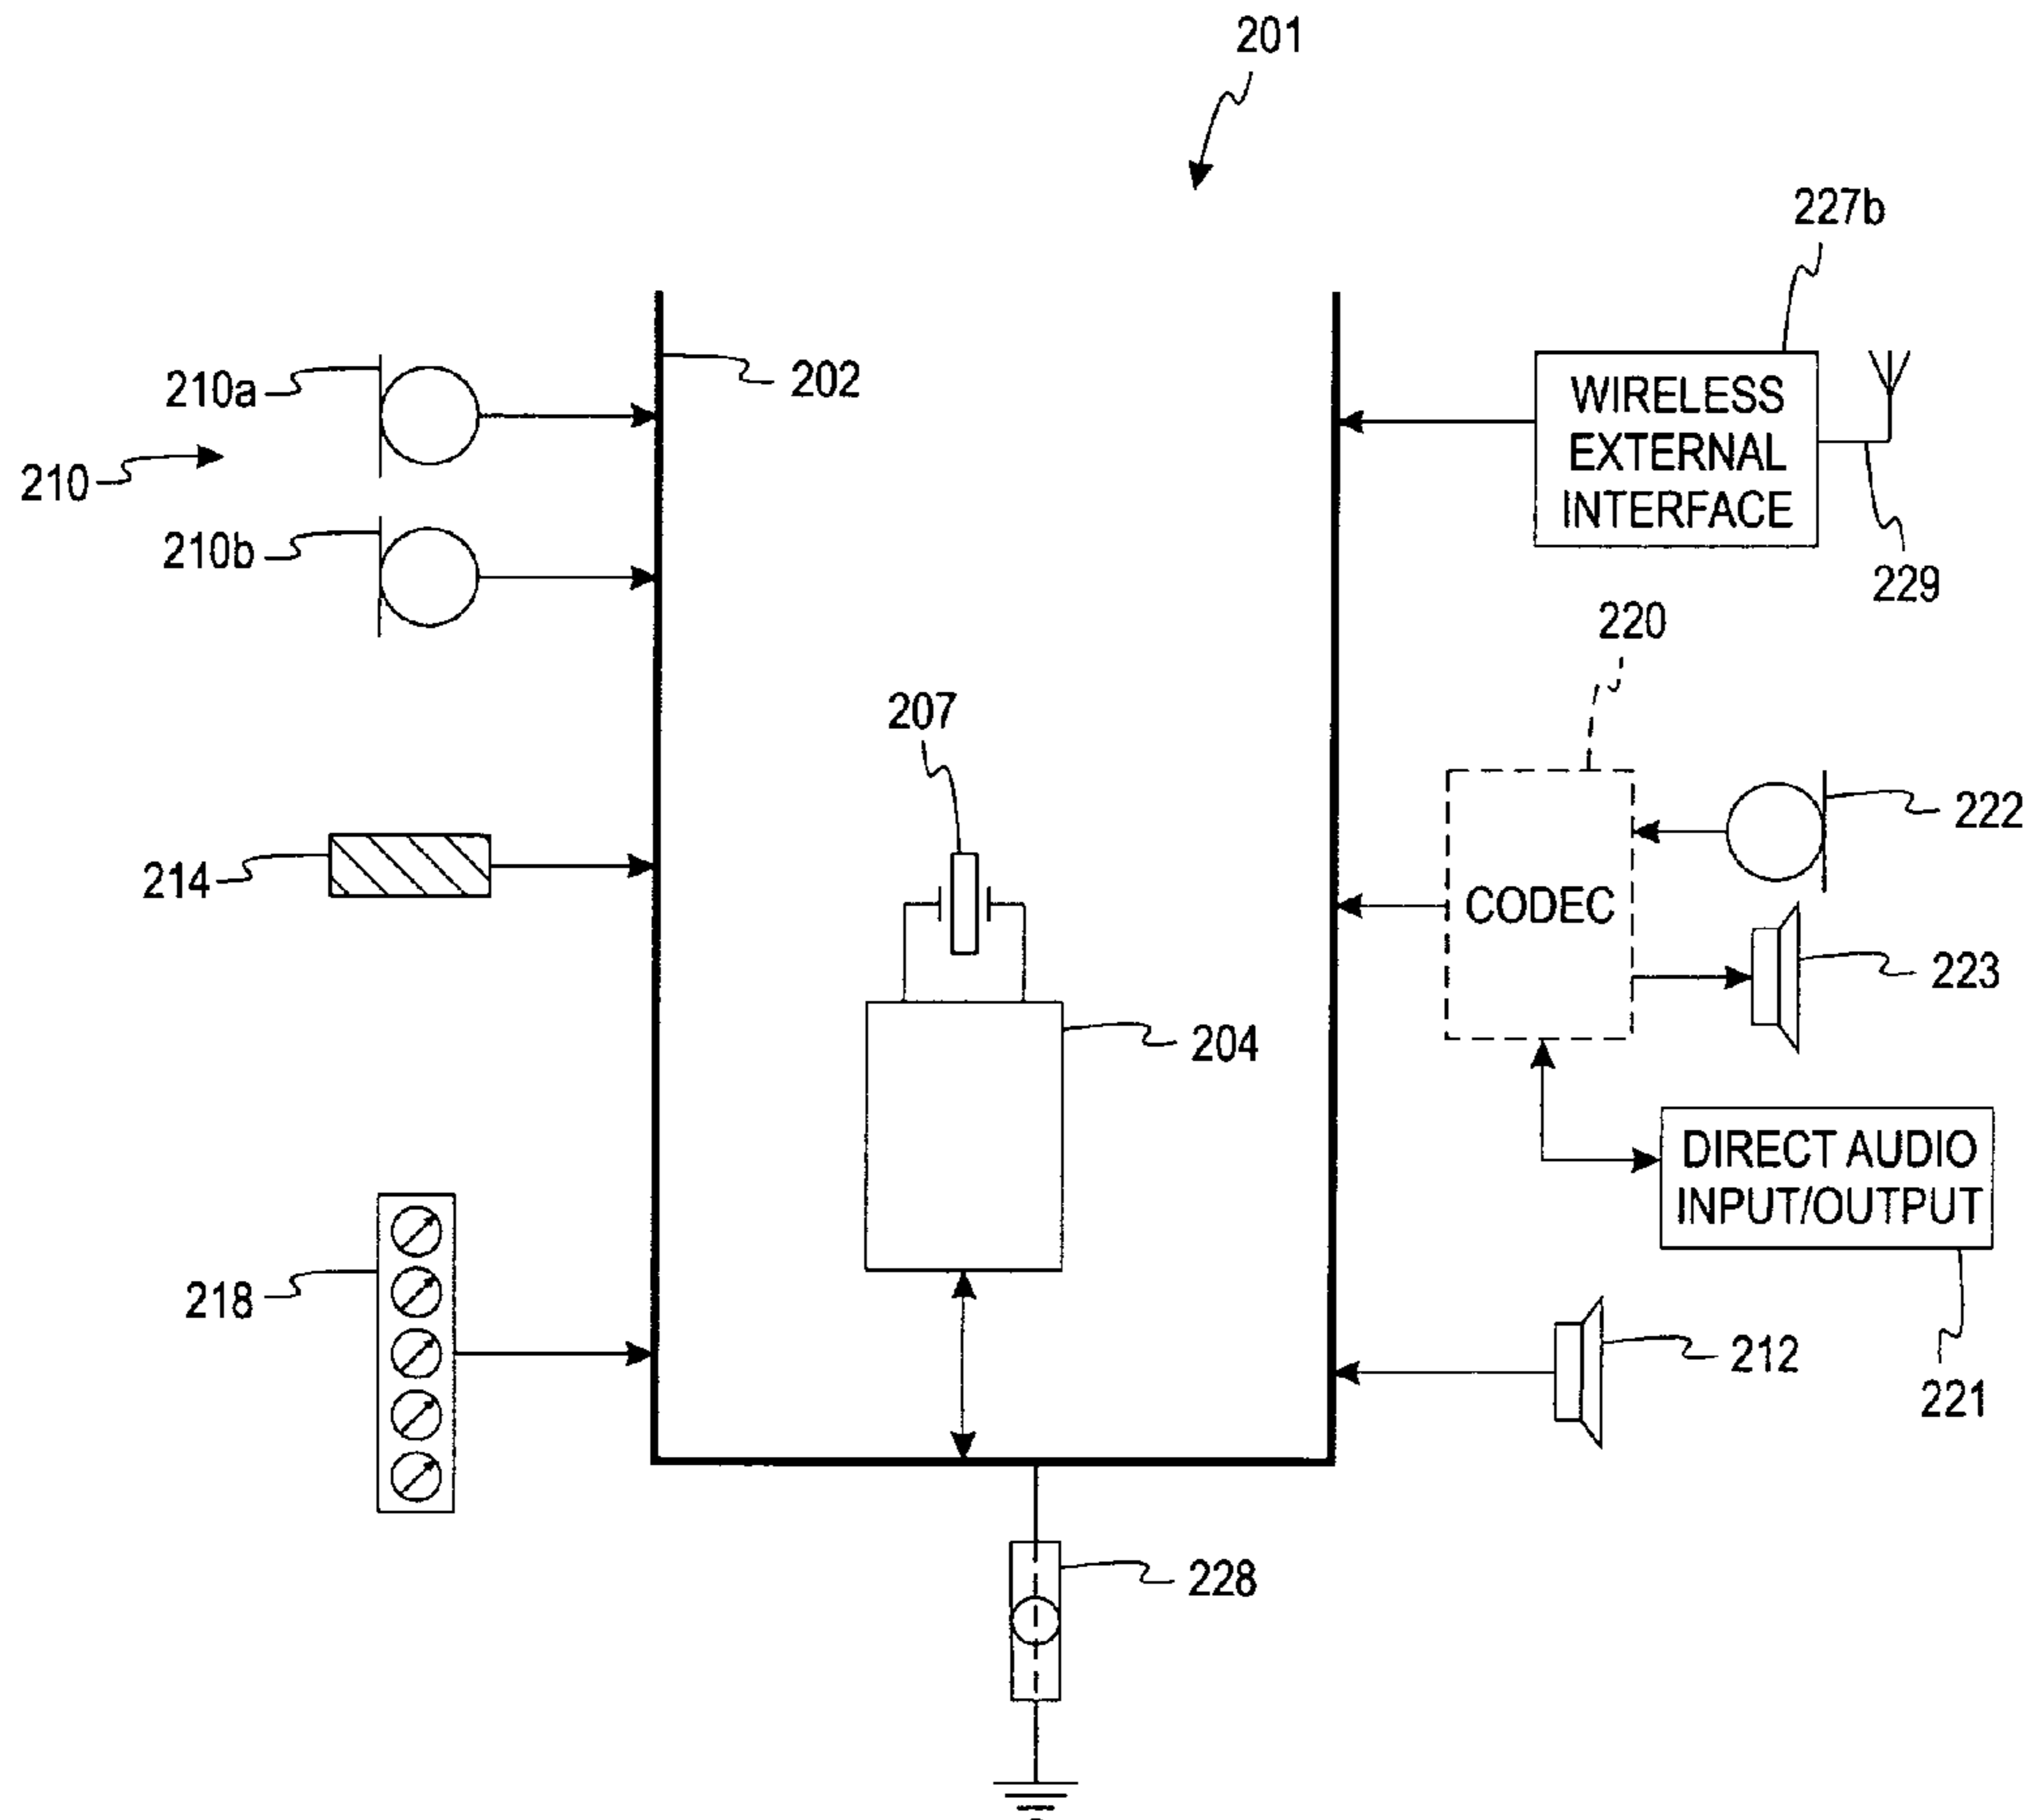 201
227b
210a
202
WIRELESS
EXTERNAL
INTERFACE
210
210b
229
220
207
222
214
CODEC
223
204
DIRECT AUDIO
INPUT/OUTPUT
218
212
221
228